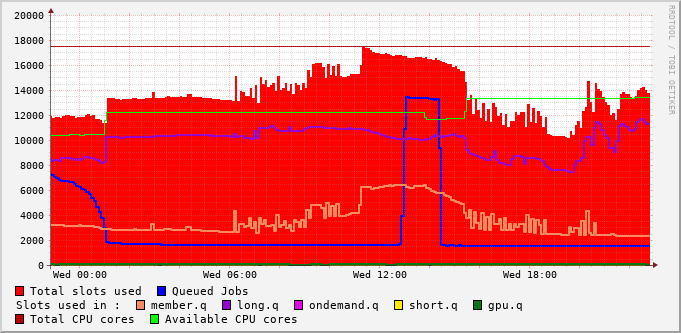 20000
18000
16000
14000
12000
10000
8000
6000
4000
2000
0
Wed 00:00 Wed 06:00 Wed 12:00 Wed 18:00
Total slots used Queued Jobs
Slots used in : member.q long.q ondemand.q short.q gpu.q
Total CPU cores Available CPU cores
RRDTOOL / TOBI OETIKER